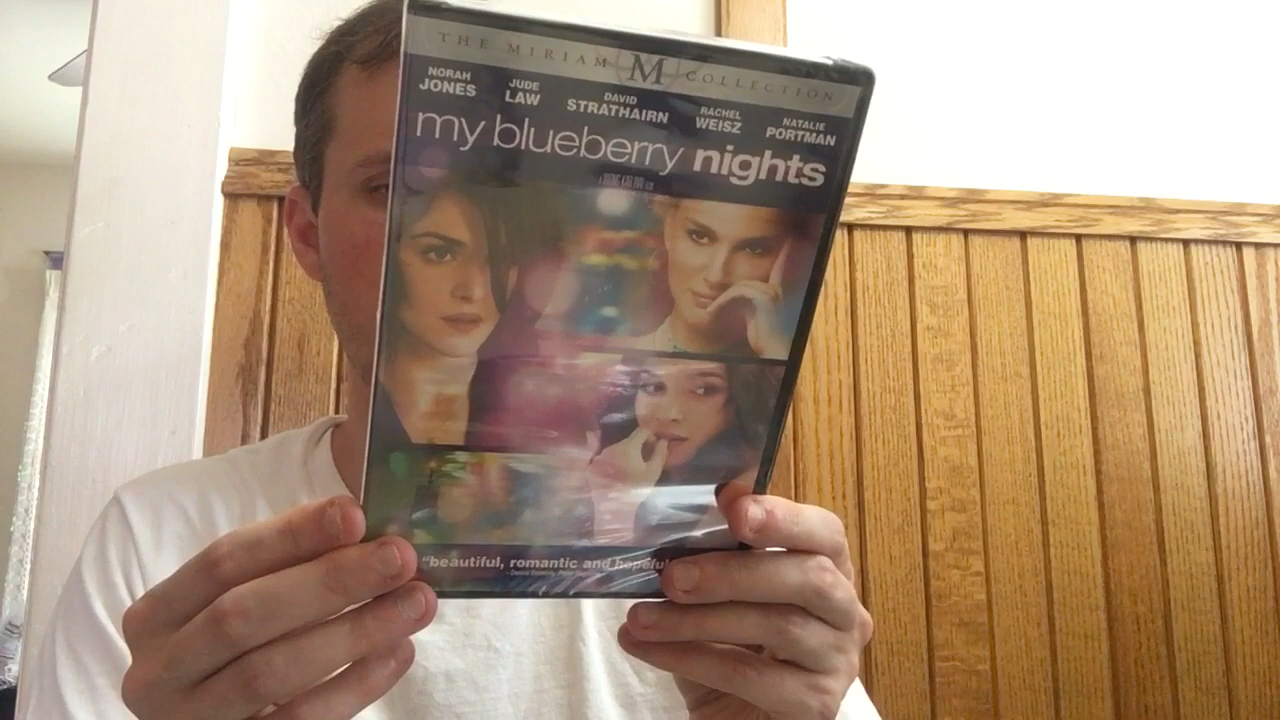 THE MIRIAM M COLLECTION
NORAH JONES
JUDE LAW
DAVID STRATHAIRN
RACHEL WEISZ
NATALIE PORTMAN
my blueberry nights
"beautiful, romantic and hopeful"